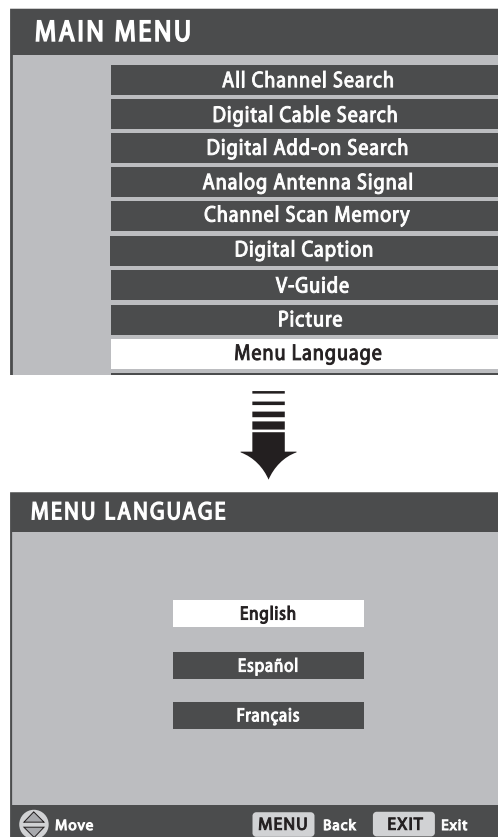 MAIN MENU
All Channel Search
Digital Cable Search
Digital Add-on Search
Analog Antenna Signal
Channel Scan Memory
Digital Caption
V-Guide
Picture
Menu Language
MENU LANGUAGE
English
Español
Français
Move MENU Back EXIT Exit